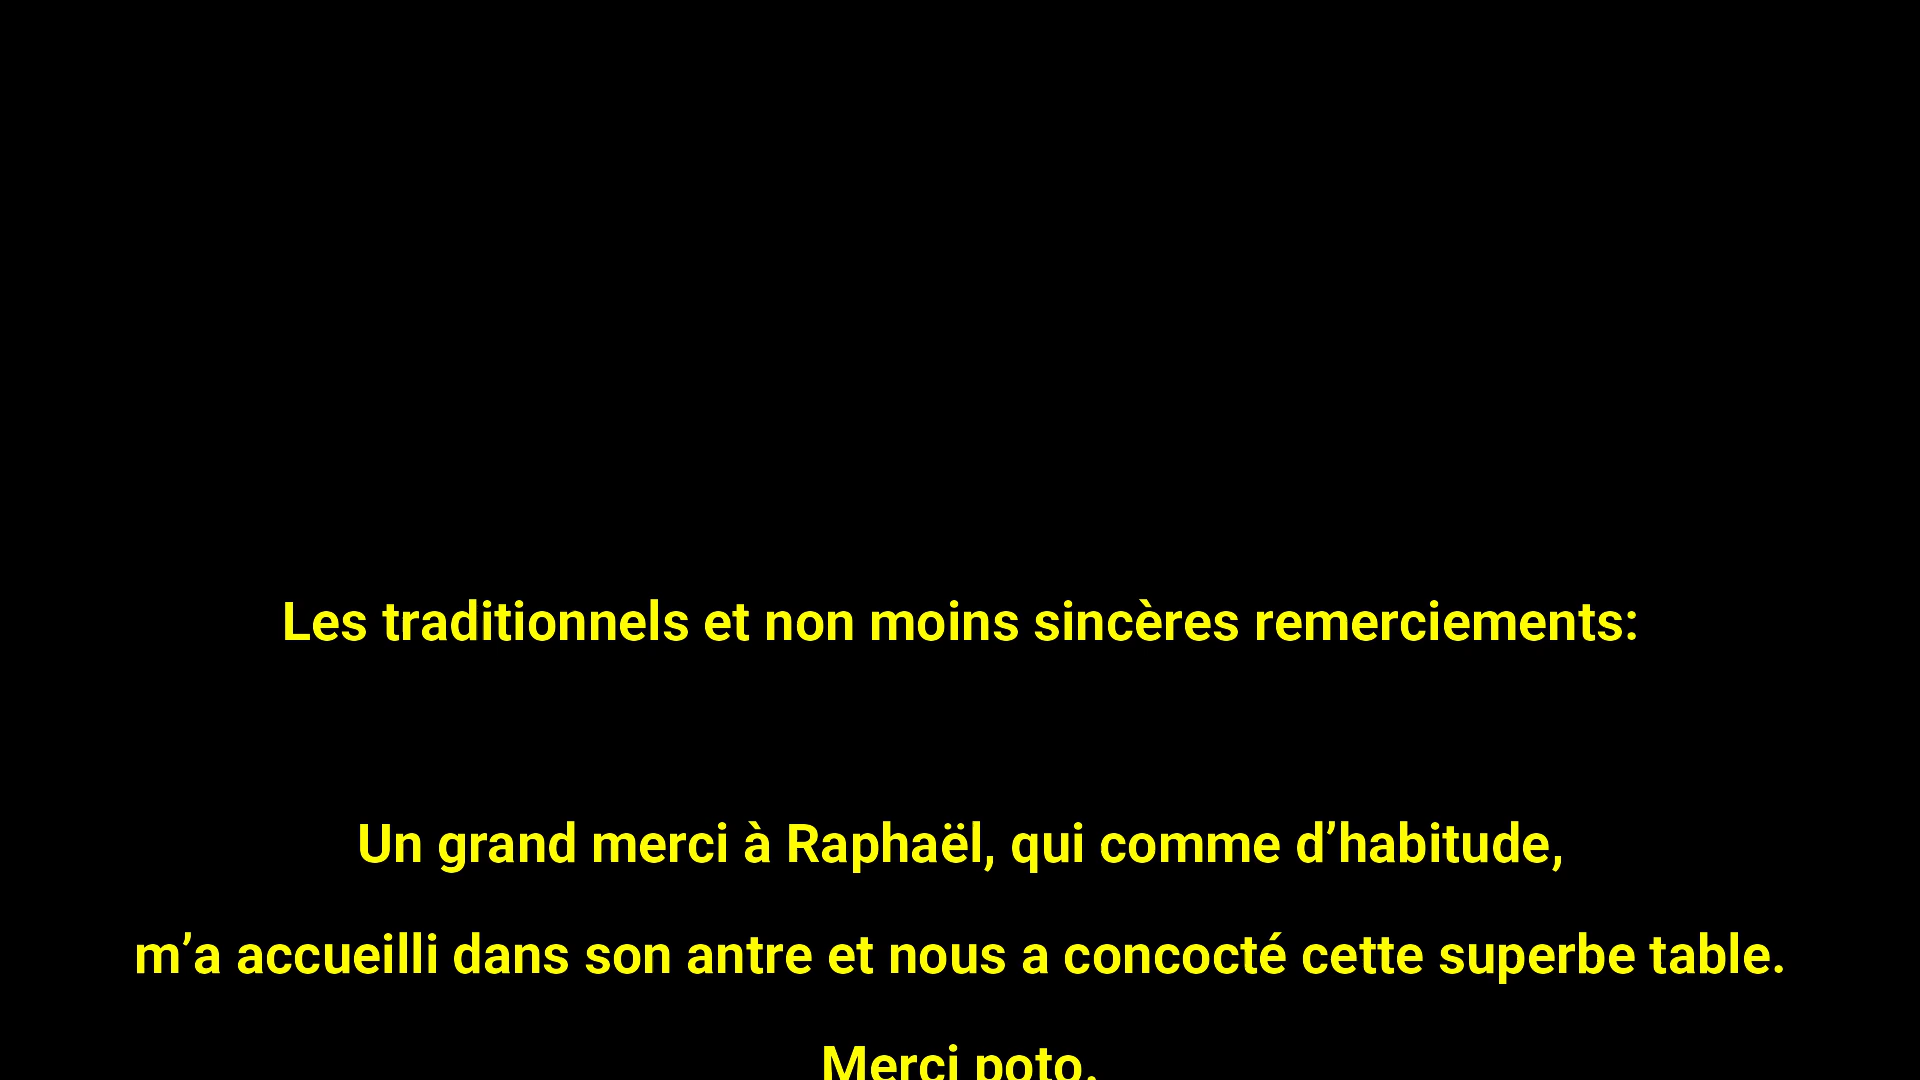 Les traditionnels et non moins sincères remerciements:
Un grand merci à Raphaël, qui comme d’habitude,
m’a accueilli dans son antre et nous a concocté cette superbe table.
Merci poto.